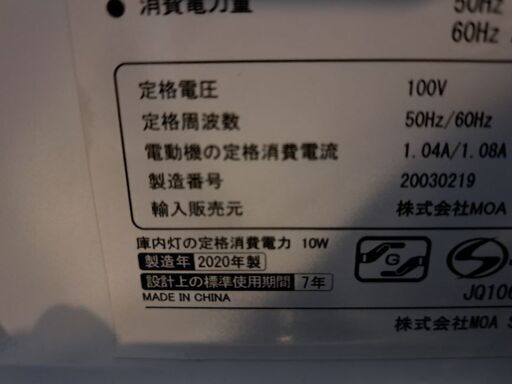 ● 消費電力量 50Hz
60Hz
定格電圧 100V
定格周波数 50Hz/60Hz
電動機の定格消費電流 1.04A/1.08A
製造番号 20030219
輸入販売元 株式会社MOA
庫内灯の定格消費電力 10W
製造年 2020年製
設計上の標準使用期間 7年
MADE IN CHINA
G S
JQ106
株式会社MOA S